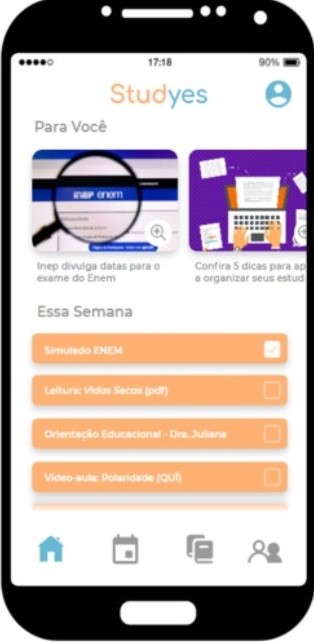 17:18
90%
Studyes
Para Você
inep enem
Inep divulga datas para o
exame do Enem
Confira 5 dicas para ap
a organizar seus estud
Essa Semana
Simulado ENEM
Leitura: Vidas Secas (pdf)
Orientação Educacional - Dra. Juliana
Vídeo-aula: Polaridade (QUÍ)